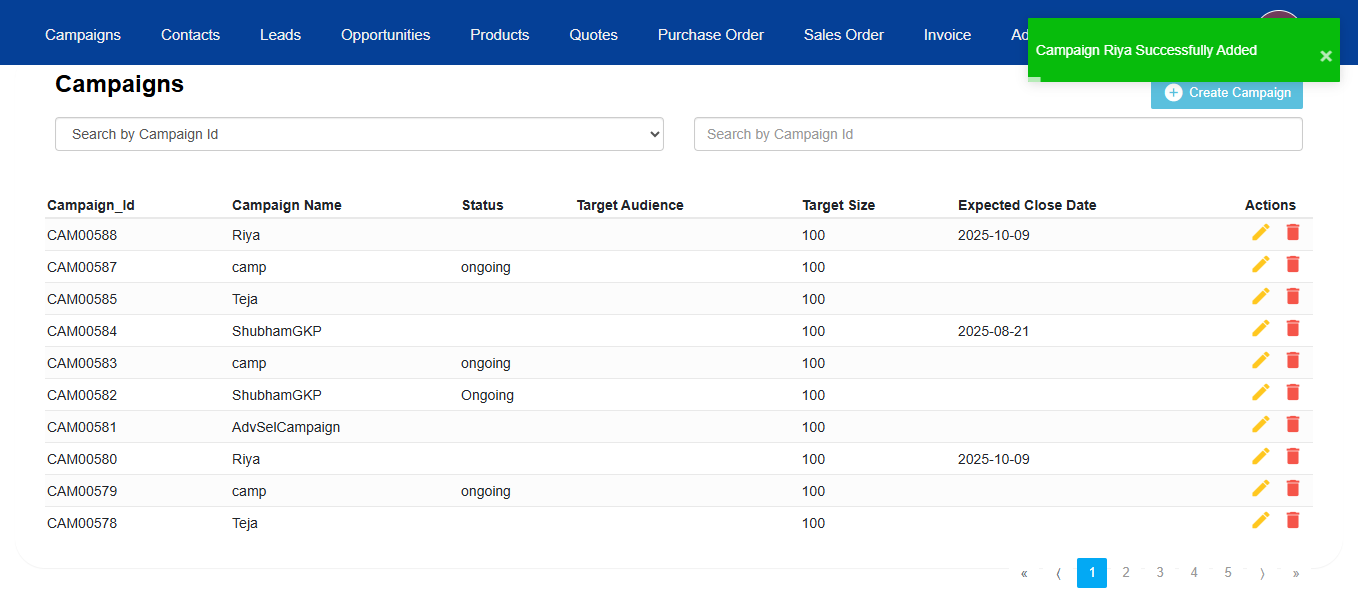 Campaigns Contacts Leads Opportunities Products Quotes Purchase Order Sales Order Invoice
Campaign Riya Successfully Added ×
Campaigns
Create Campaign
Search by Campaign Id Search by Campaign Id
Campaign_Id Campaign Name Status Target Audience Target Size Expected Close Date Actions
CAM00588 Riya 100 2025-10-09
CAM00587 camp ongoing 100
CAM00585 Teja 100
CAM00584 ShubhamGKP 100 2025-08-21
CAM00583 camp ongoing 100
CAM00582 ShubhamGKP Ongoing 100
CAM00581 AdvSelCampaign 100
CAM00580 Riya 100 2025-10-09
CAM00579 camp ongoing 100
CAM00578 Teja 100
« ⟨ 1 2 3 4 5 ⟩ »